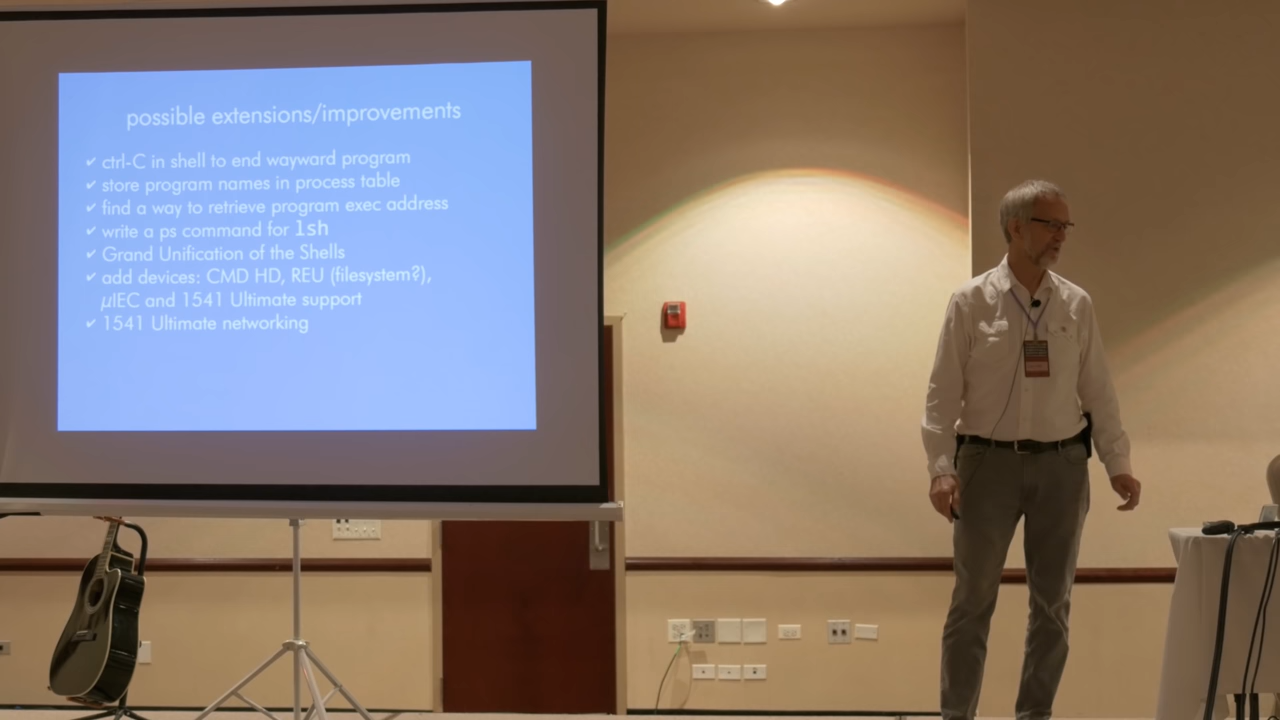 possible extensions/improvements
✔ ctrl-C in shell to end wayward program
✔ store program names in process table
✔ find a way to retrieve program exec address
✔ write a ps command for lsh
✔ Grand Unification of the Shells
✔ add devices: CMD HD, REU (filesystem?),
µIEC and 1541 Ultimate support
✔ 1541 Ultimate networking